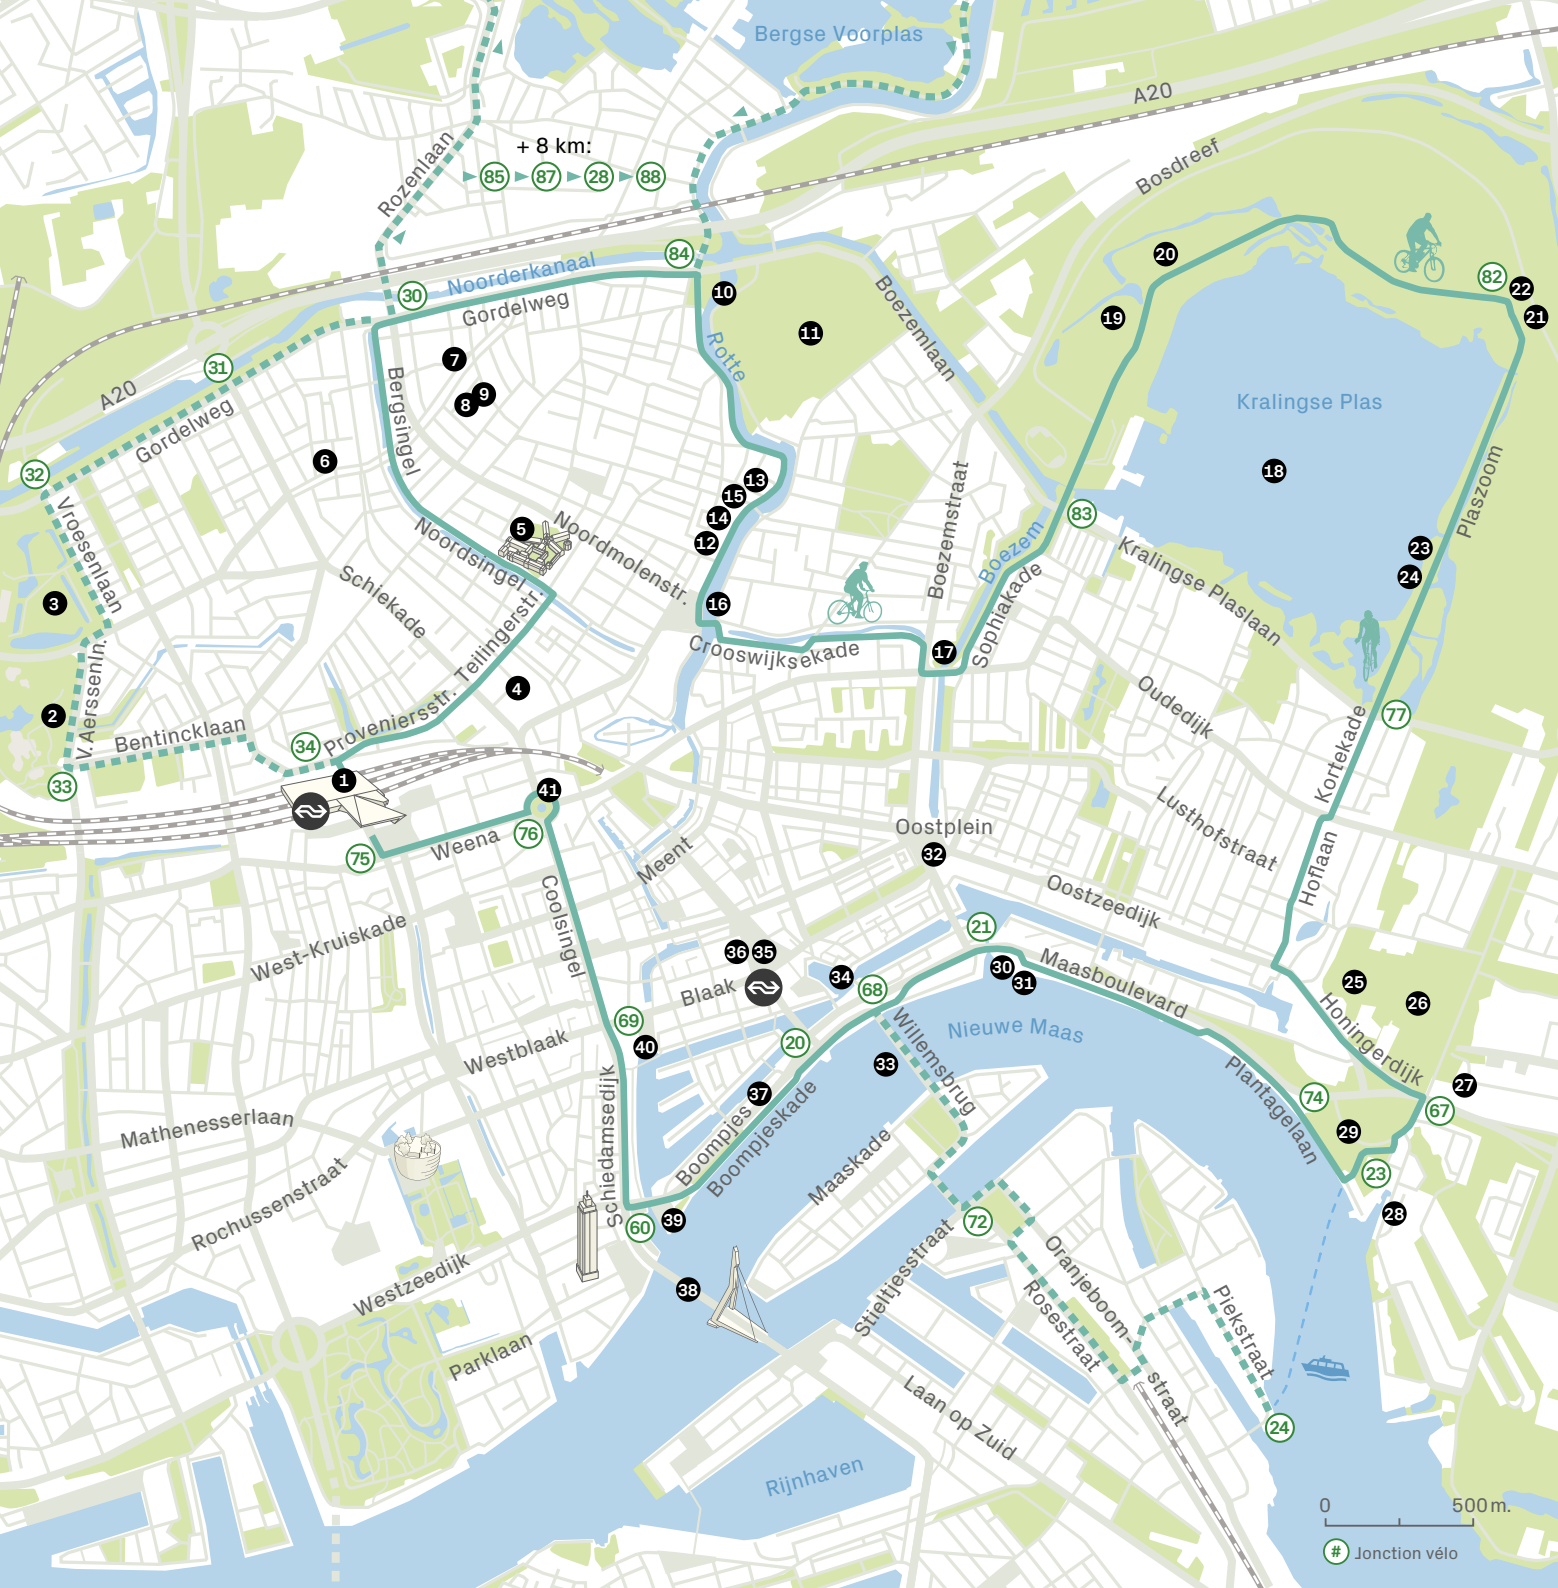 Bergse Voorplas
A20
+ 8 km:
85
87
28
88
Rozenlaan
Bosdreef
84
20
82
22
21
Noorderkanaal
30
Gordelweg
10
11
Boezemlaan
19
Rotte
31
7
9
8
A20
Gordelweg
Bergsingel
Kralingse Plas
6
32
18
Plaszoom
13
15
14
12
Boezemstraat
83
Vroesenlaan
5
Noordmolenstr.
Noordsingel
Boezem
Kralingse Plaslaan
23
24
3
Schiekade
16
Sophiakade
Crooswijksekade
17
Teilingerstr.
V. Aerssenln.
2
4
Oudedijk
77
Bentincklaan
34
Proveniersstr.
Kortekade
33
1
41
76
Weena
75
Meent
Oostplein
32
Lusthofstraat
Hoflaan
Coolsingel
Oostzeedijk
West-Kruiskade
21
36
35
34
30
31
Maasboulevard
25
26
Blaak
68
Honingerdijk
69
40
20
Willemsbrug
Nieuwe Maas
Westblaak
33
37
Plantagelaan
74
27
67
Mathenesserlaan
Schiedamsedijk
Boompjes
Boompjeskade
29
Maaskade
23
Rochussenstraat
60
39
72
28
Westzeedijk
38
Stieltjesstraat
Oranjeboom-
straat
Rosestraat
Piekstraat
Parklaan
Laan op Zuid
24
Rijnhaven
0
500 m.
# Jonction vélo